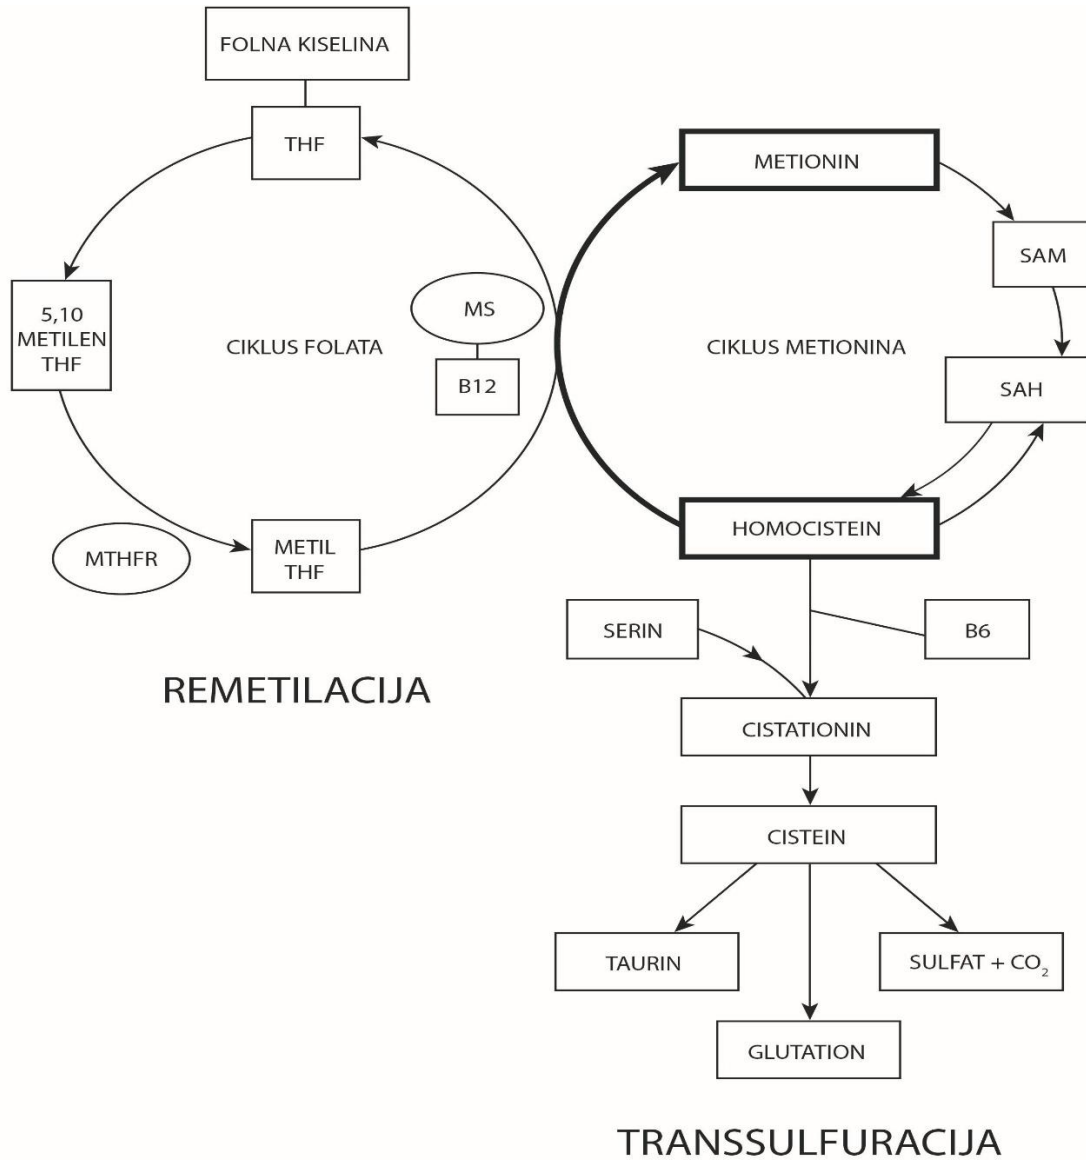 FOLNA KISELINA
THF
5,10
METILEN
THF
CIKLUS FOLATA
MS
B12
MTHFR
METIL
THF
REMETILACIJA
METIONIN
SAM
CIKLUS METIONINA
SAH
HOMOCISTEIN
SERIN
B6
CISTATIONIN
CISTEIN
TAURIN
SULFAT + CO₂
GLUTATION
TRANSSULFURACIJA